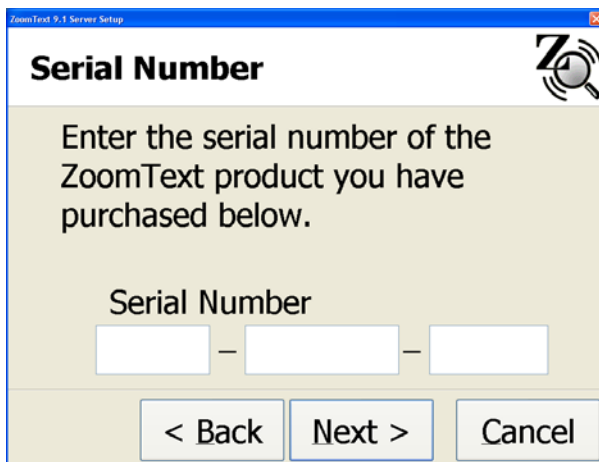 ZoomText 9.1 Server Setup
Serial Number
Enter the serial number of the
ZoomText product you have
purchased below.
Serial Number
– –
< Back Next > Cancel